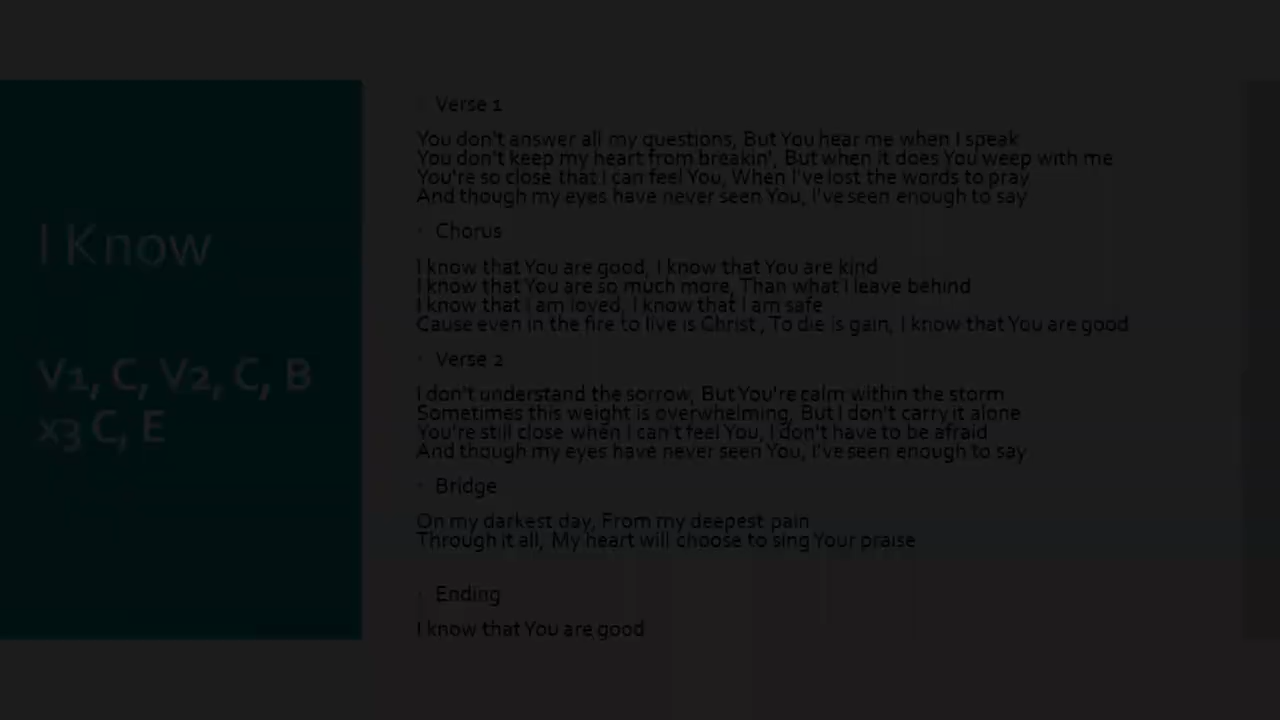 I Know
V1, C, V2, C, B
x3 C, E
Verse 1
You don't answer all my questions, But You hear me when I speak
You don't keep my heart from breakin', But when it does You weep with me
You're so close that I can feel You, When I've lost the words to pray
And though my eyes have never seen You, I've seen enough to say
Chorus
I know that You are good, I know that You are kind
I know that You are so much more, Than what I leave behind
I know that I am loved, I know that I am safe
Cause even in the fire to live is Christ , To die is gain, I know that You are good
Verse 2
I don't understand the sorrow, But You're calm within the storm
Sometimes this weight is overwhelming, But I don't carry it alone
You're still close when I can't feel You, I don't have to be afraid
And though my eyes have never seen You, I've seen enough to say
Bridge
On my darkest day, From my deepest pain
Through it all, My heart will choose to sing Your praise
Ending
I know that You are good